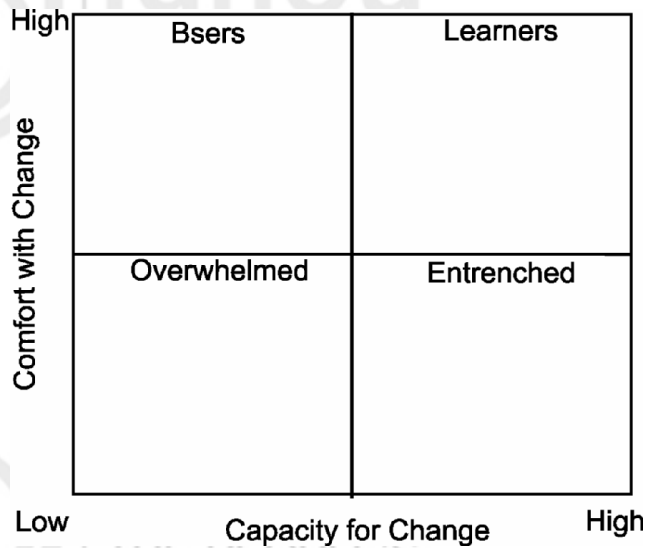 High
Bsers
Learners
Comfort with Change
Overwhelmed
Entrenched
Low
Capacity for Change
High